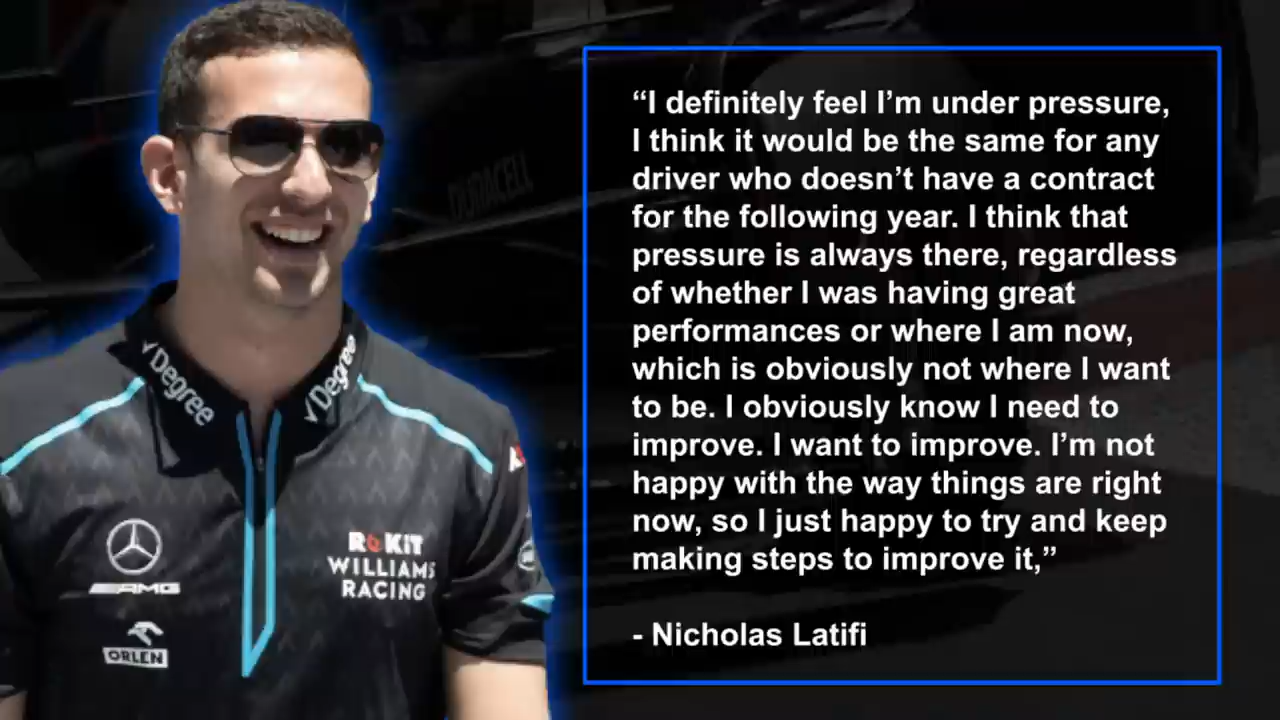 “I definitely feel I’m under pressure,
I think it would be the same for any
driver who doesn’t have a contract
for the following year. I think that
pressure is always there, regardless
of whether I was having great
performances or where I am now,
which is obviously not where I want
to be. I obviously know I need to
improve. I want to improve. I’m not
happy with the way things are right
now, so I just happy to try and keep
making steps to improve it,”
- Nicholas Latifi
DURACELL
√Degree
√Degree
AMG
ORLEN
ROKiT
WILLIAMS
RACING